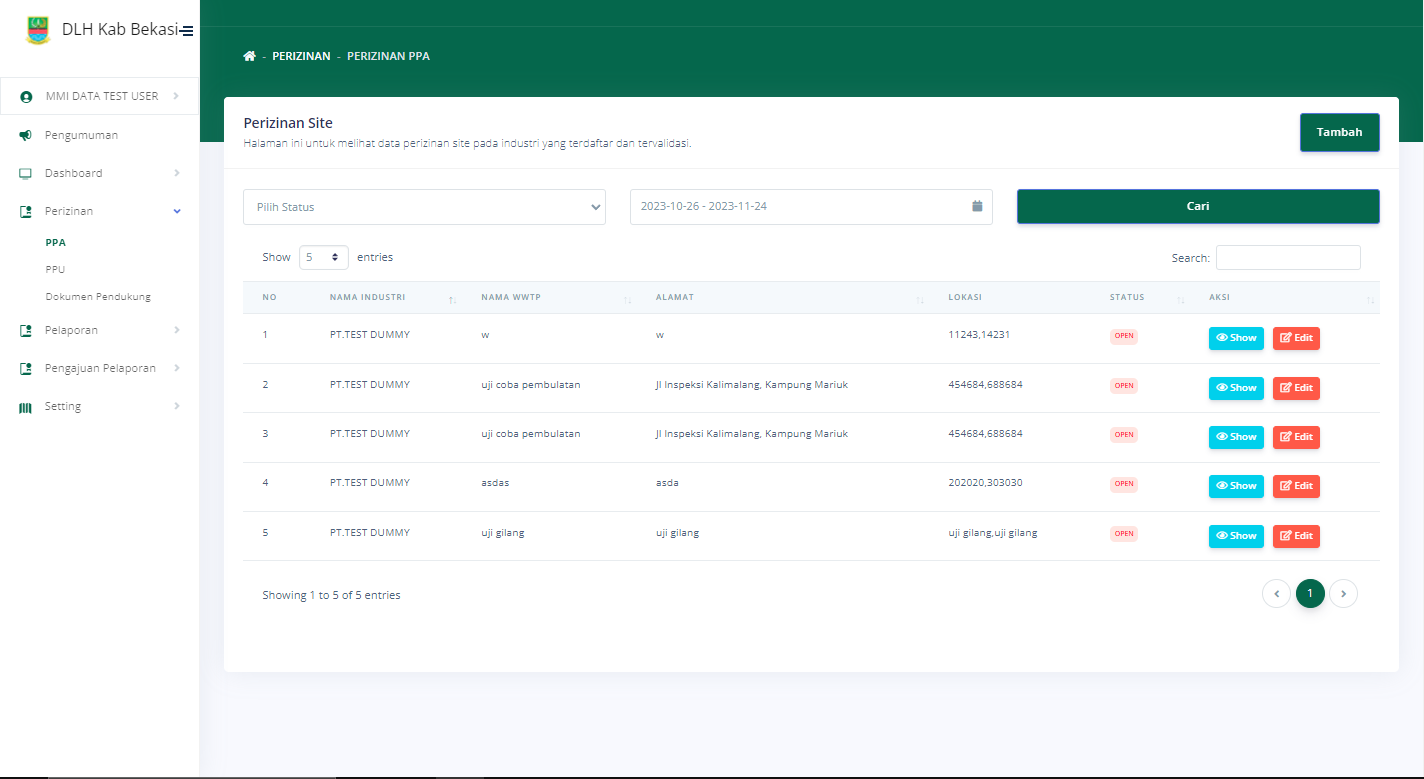 DLH Kab Bekasi
MMI DATA TEST USER
Pengumuman
Dashboard
Perizinan
PPA
PPU
Dokumen Pendukung
Pelaporan
Pengajuan Pelaporan
Setting
- PERIZINAN - PERIZINAN PPA
Perizinan Site
Halaman ini untuk melihat data perizinan site pada industri yang terdaftar dan tervalidasi.
Tambah
Pilih Status
2023-10-26 - 2023-11-24
Cari
Show 5 entries
Search:
NO NAMA INDUSTRI NAMA WWTP ALAMAT LOKASI STATUS AKSI
1 PT.TEST DUMMY w w 11243,14231 OPEN Show Edit
2 PT.TEST DUMMY uji coba pembulatan Jl Inspeksi Kalimalang, Kampung Mariuk 454684,688684 OPEN Show Edit
3 PT.TEST DUMMY uji coba pembulatan Jl Inspeksi Kalimalang, Kampung Mariuk 454684,688684 OPEN Show Edit
4 PT.TEST DUMMY asdas asda 202020,303030 OPEN Show Edit
5 PT.TEST DUMMY uji gilang uji gilang uji gilang,uji gilang OPEN Show Edit
Showing 1 to 5 of 5 entries
1